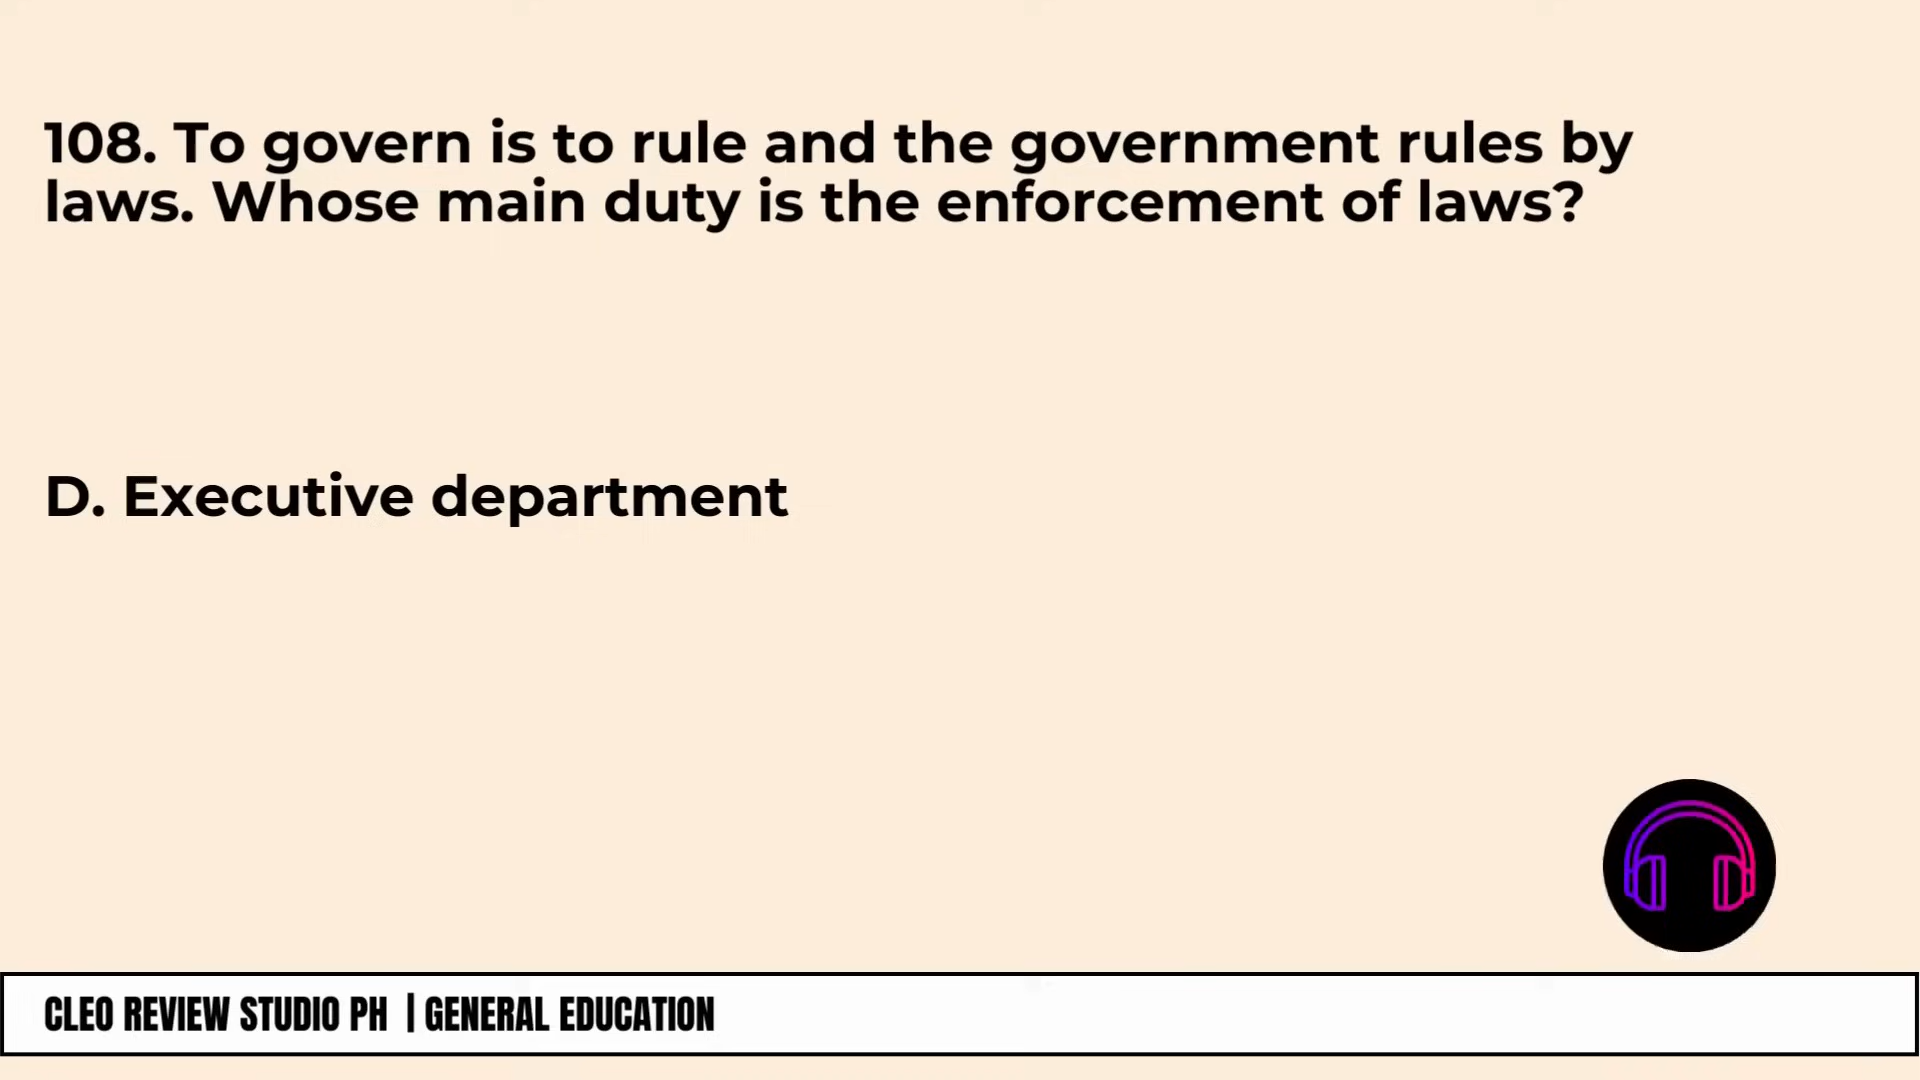 108. To govern is to rule and the government rules by
laws. Whose main duty is the enforcement of laws?
D. Executive department
CLEO REVIEW STUDIO PH | GENERAL EDUCATION